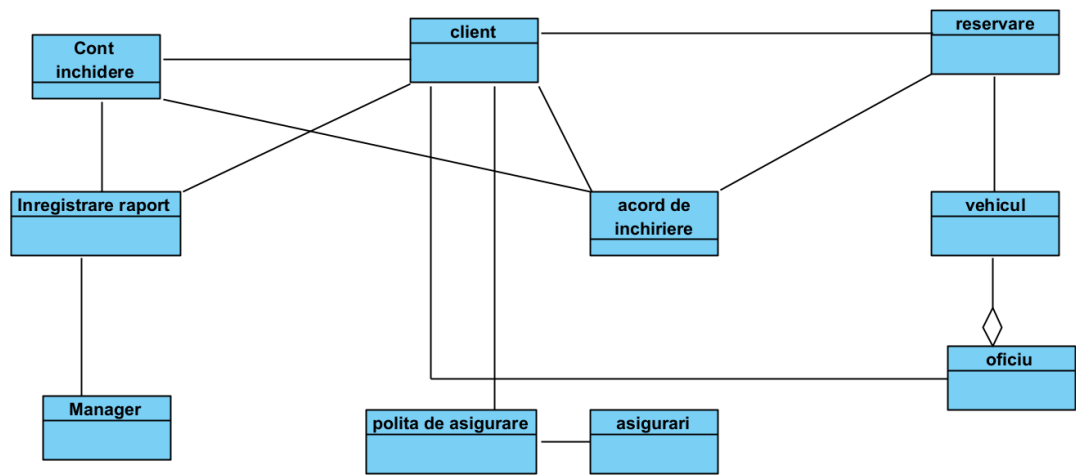 Cont
inchidere
client
reservare
Inregistrare raport
acord de
inchiriere
vehicul
oficiu
Manager
polita de asigurare
asigurari